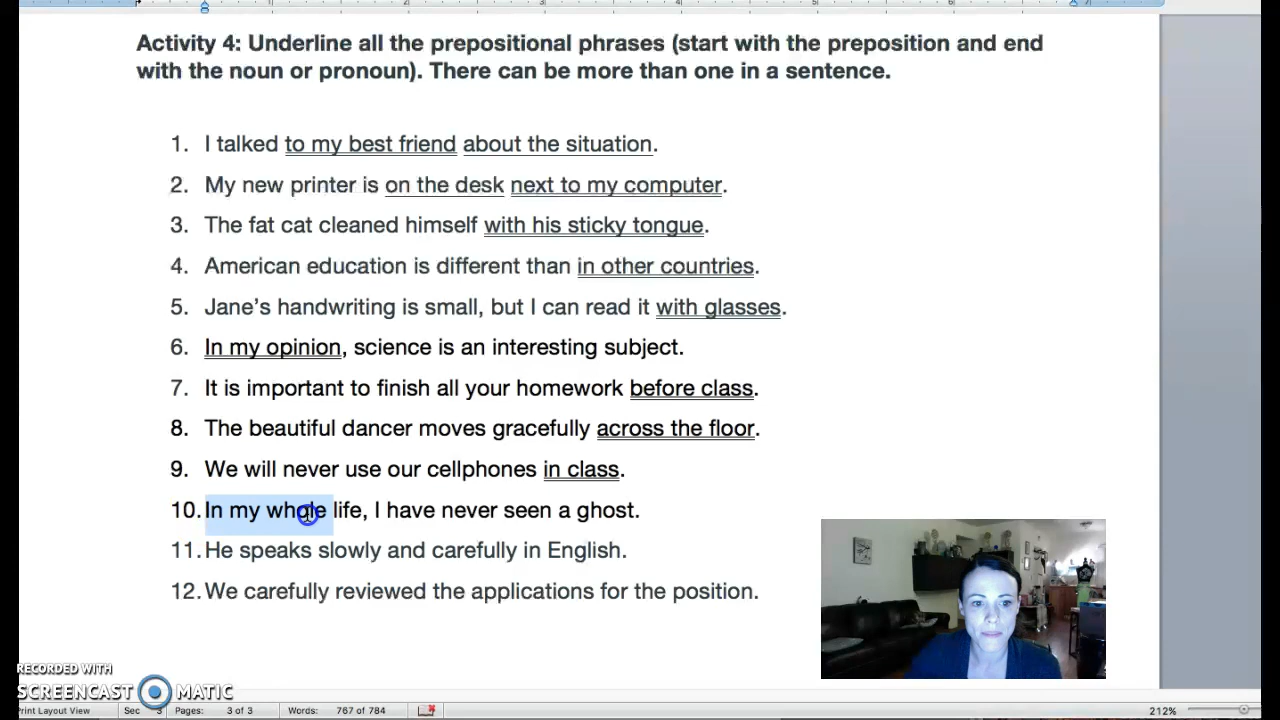 Activity 4: Underline all the prepositional phrases (start with the preposition and end
with the noun or pronoun). There can be more than one in a sentence.
1. I talked to my best friend about the situation.
2. My new printer is on the desk next to my computer.
3. The fat cat cleaned himself with his sticky tongue.
4. American education is different than in other countries.
5. Jane's handwriting is small, but I can read it with glasses.
6. In my opinion, science is an interesting subject.
7. It is important to finish all your homework before class.
8. The beautiful dancer moves gracefully across the floor.
9. We will never use our cellphones in class.
10. In my whole life, I have never seen a ghost.
11. He speaks slowly and carefully in English.
12. We carefully reviewed the applications for the position.
RECORDED WITH
SCREENCAST MATIC
Print Layout View Sec 3 Pages: 3 of 3 Words: 767 of 784 212%